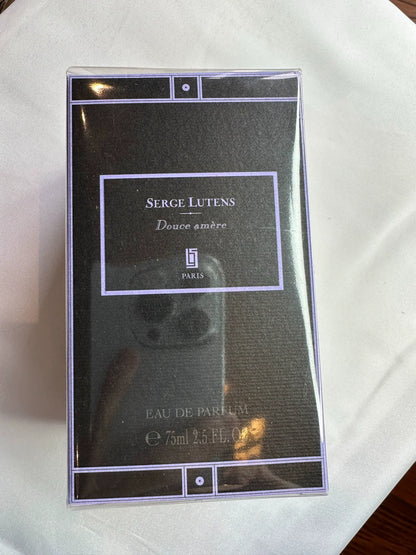 SERGE LUTENS
Douce amère
PARIS
EAU DE PARFUM
℮ 75ml 2.5 FL. OZ